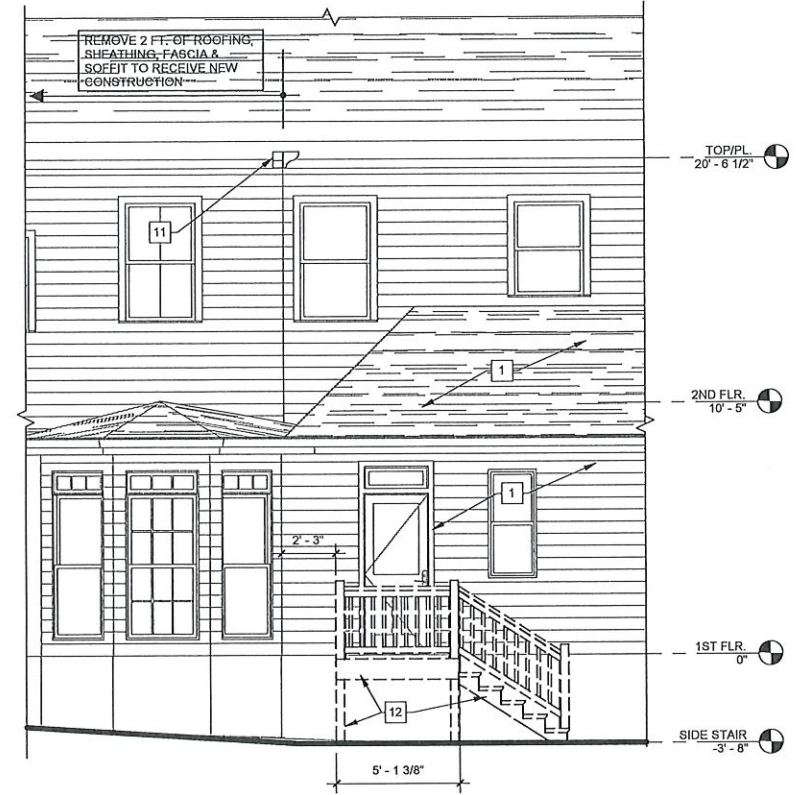 REMOVE 2 FT. OF ROOFING,
SHEATHING, FASCIA &
SOFFIT TO RECEIVE NEW
CONSTRUCTION
TOP/PL.
20' - 6 1/2"
11
1
2ND FLR.
10' - 5"
1
2' - 3"
1ST FLR.
0"
12
SIDE STAIR
-3' - 8"
5' - 1 3/8"